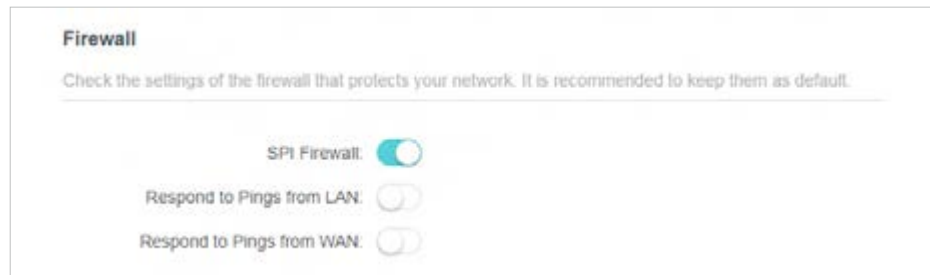 Firewall
Check the settings of the firewall that protects your network. It is recommended to keep them as default.
SPI Firewall:
Respond to Pings from LAN:
Respond to Pings from WAN: